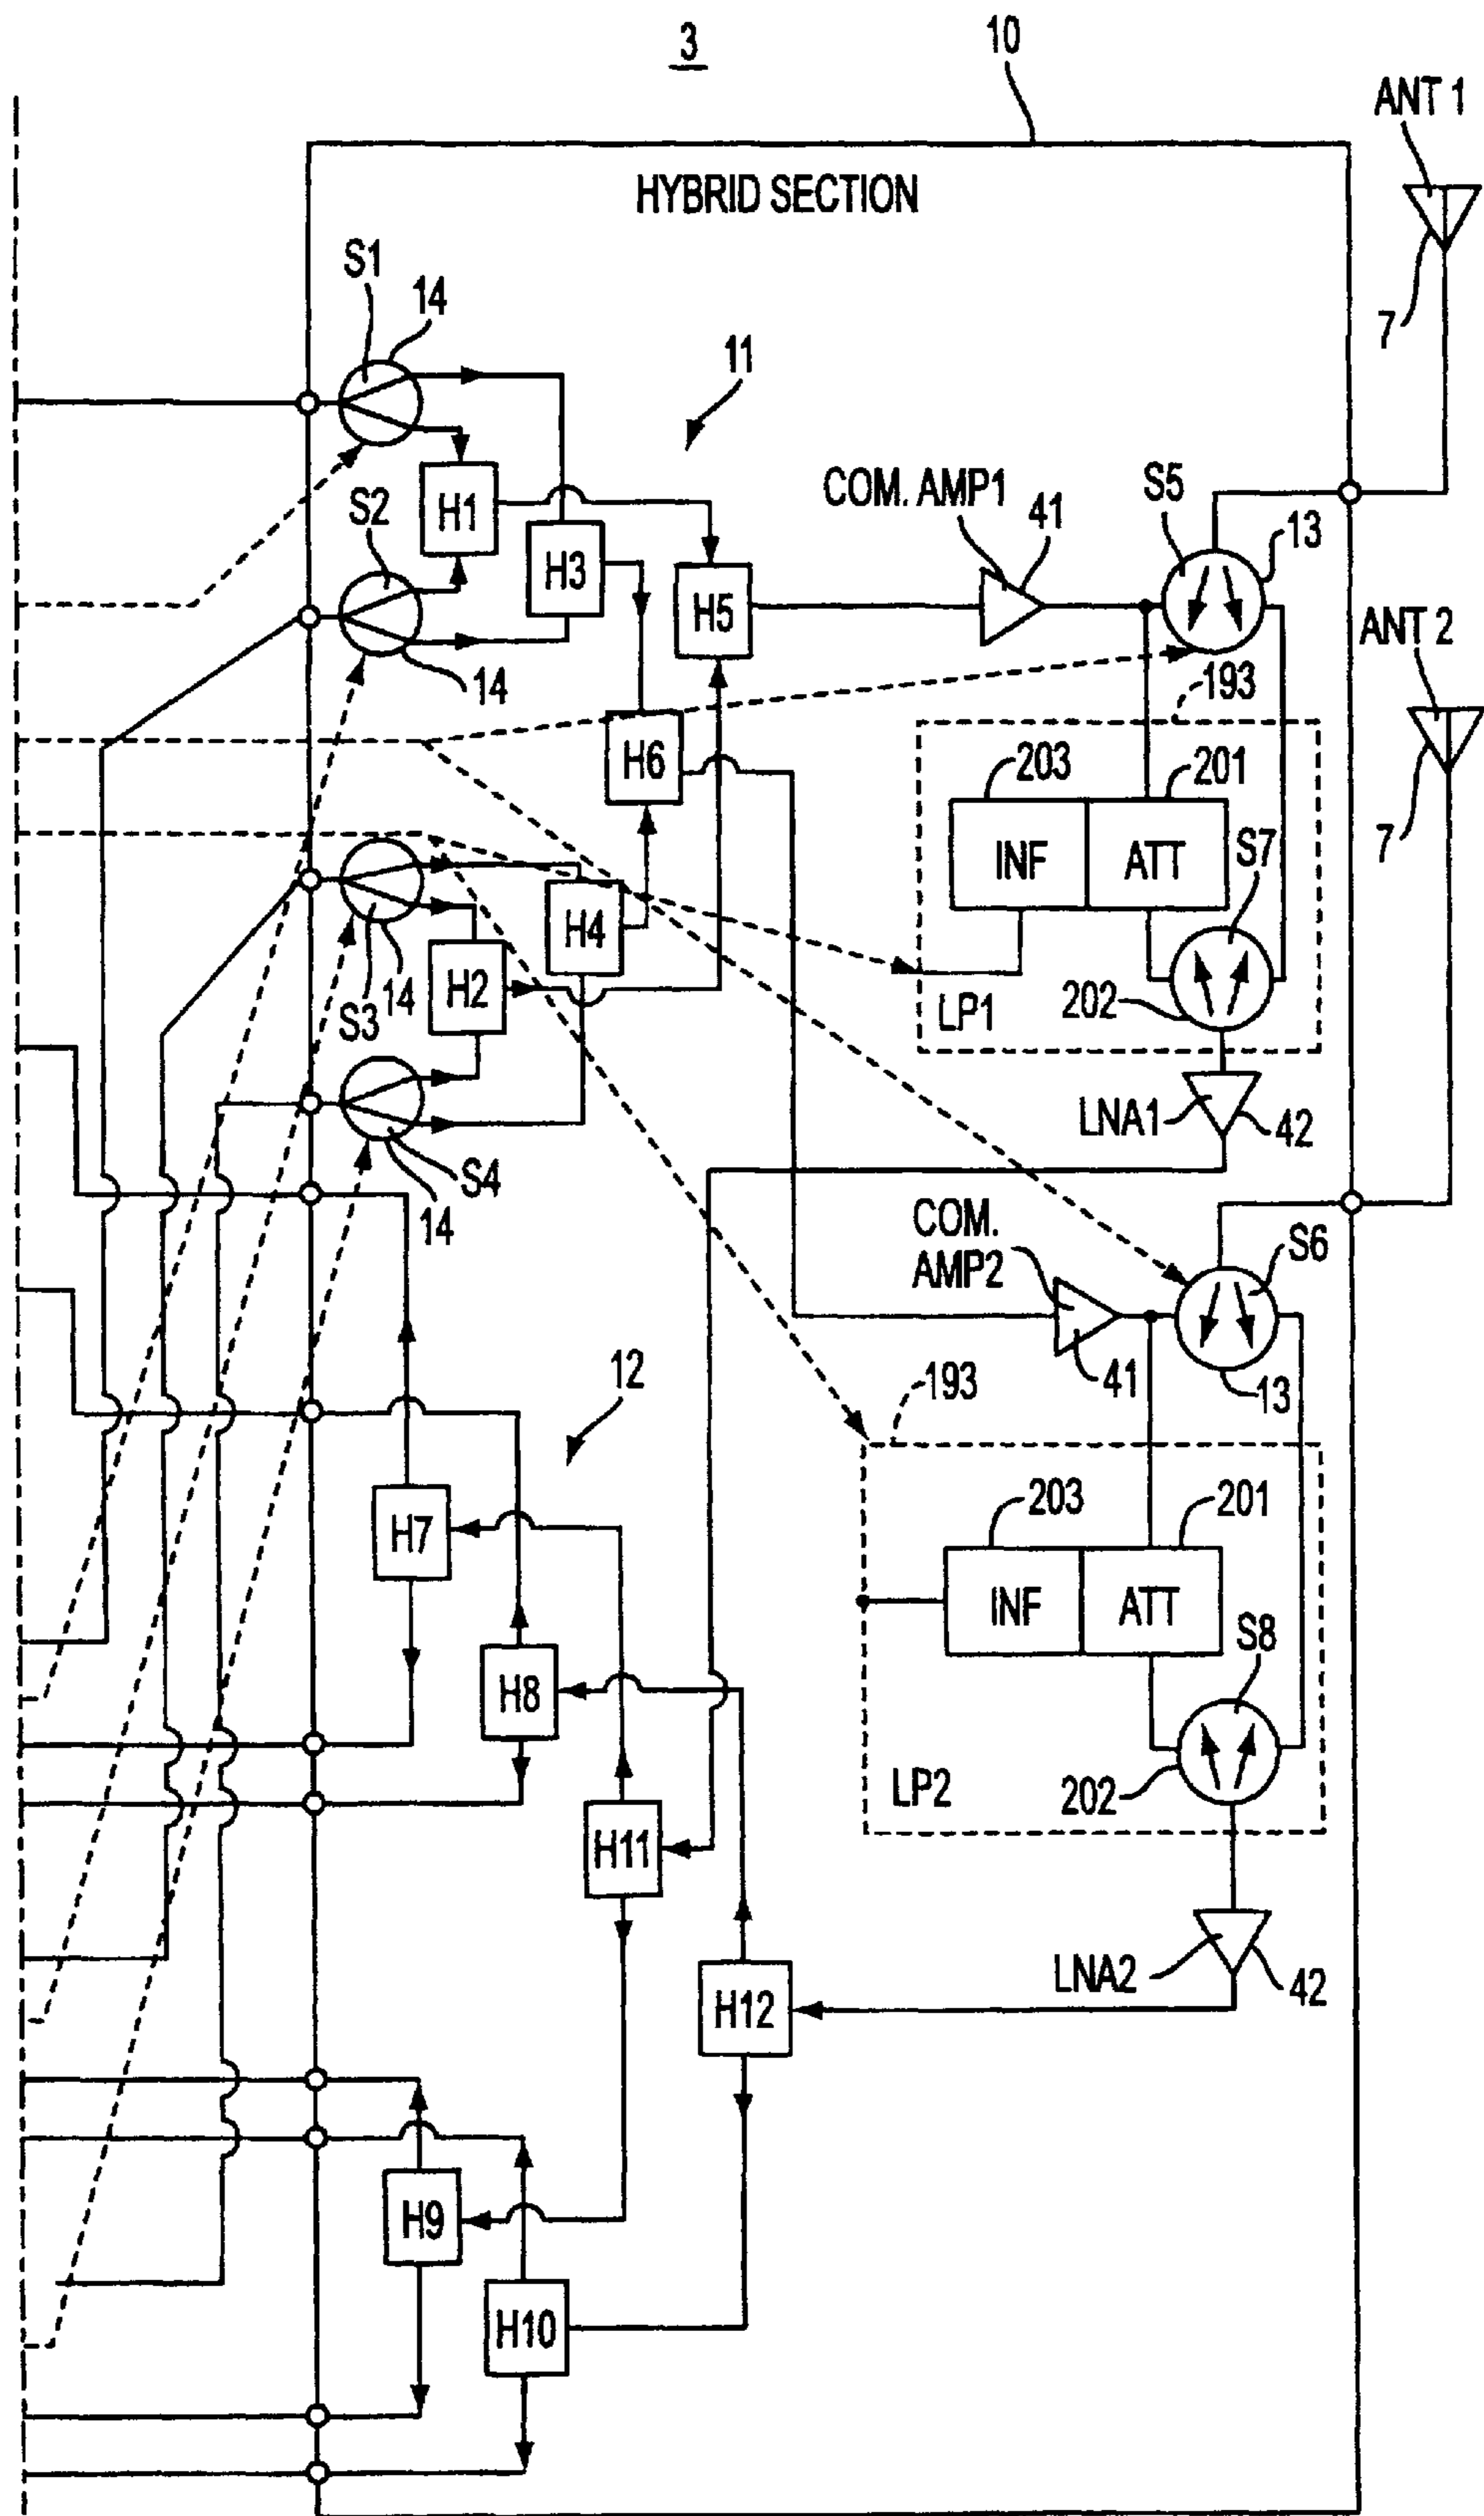 3
10
ANT 1
HYBRID SECTION
S1
14
7
11
COM. AMP1
41
S5
13
S2
H1
H3
H5
ANT 2
14
193
H6
203
201
7
INF
ATT
S7
H4
S3
14
H2
202
LP1
LNA1
42
S4
14
COM.
AMP2
S6
12
193
41
13
203
201
H7
INF
ATT
S8
H8
LP2
202
H11
LNA2
42
H12
H9
H10